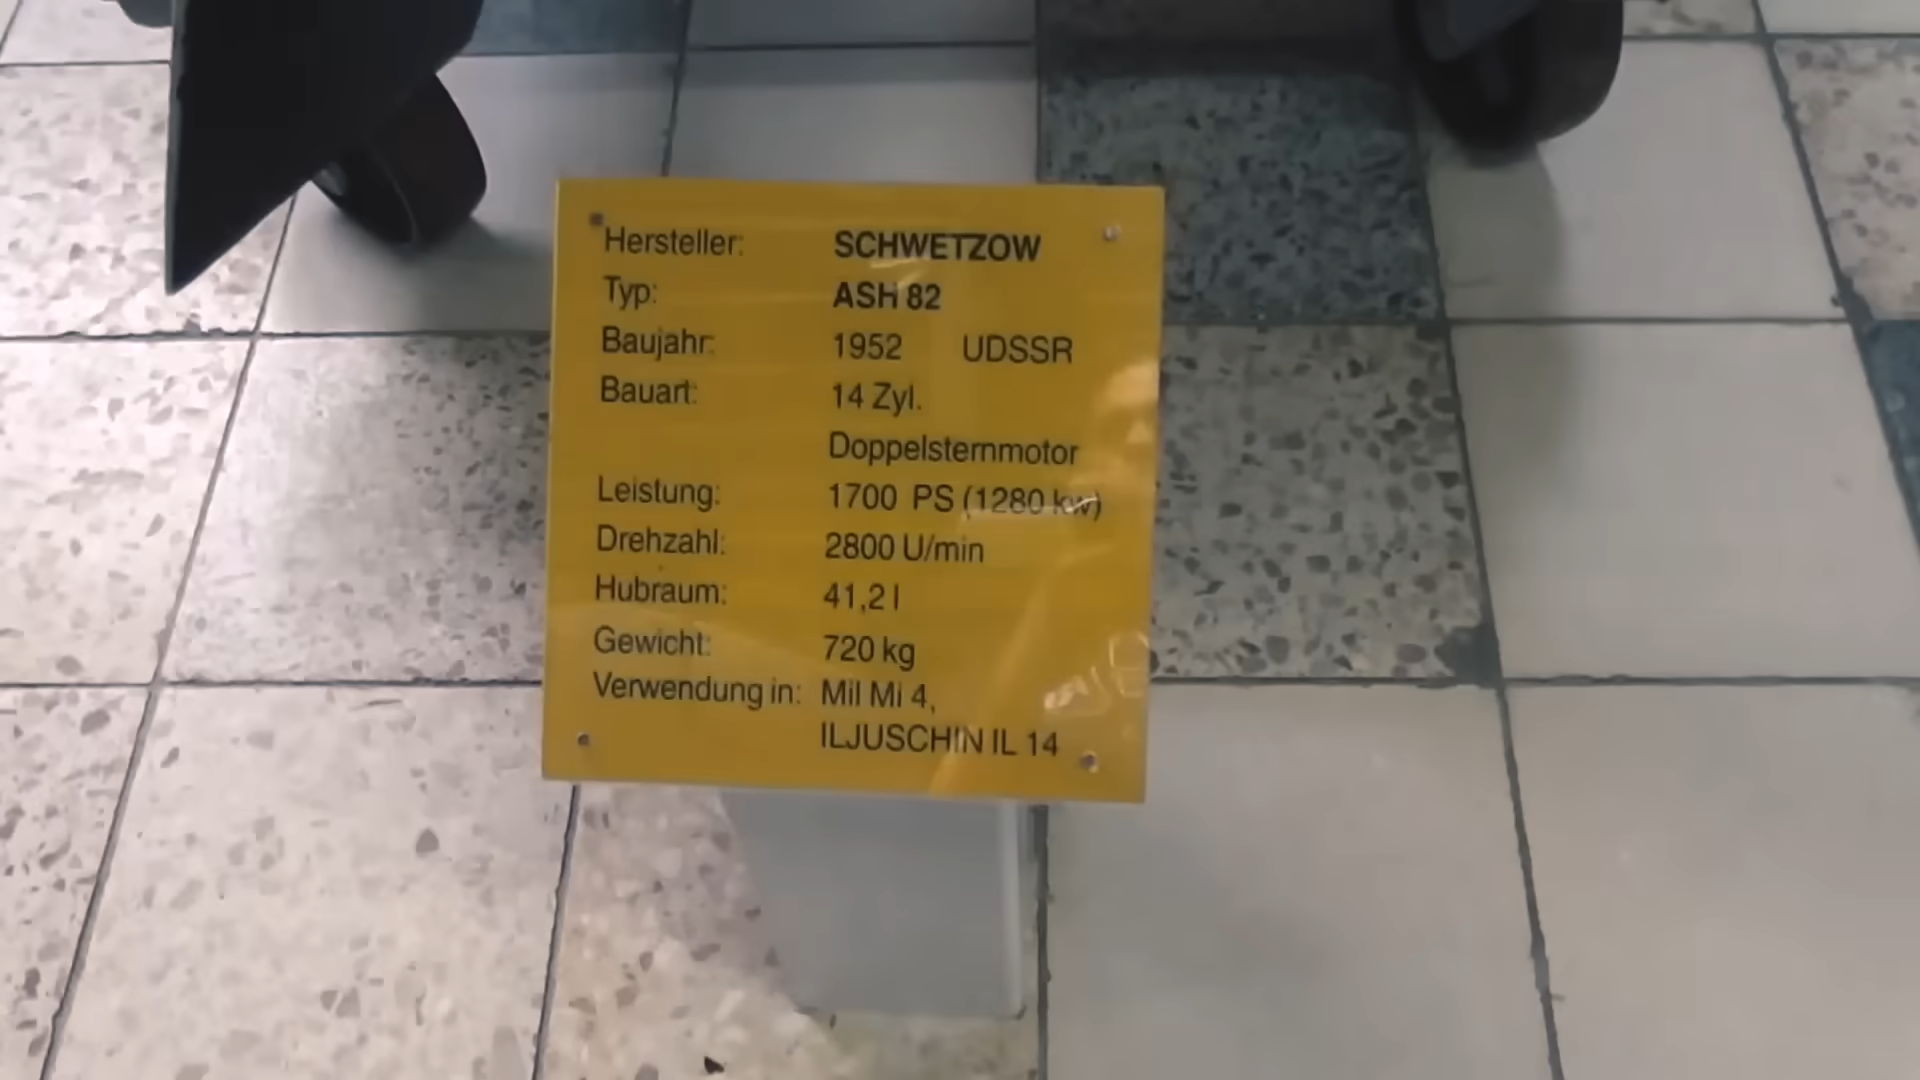 Hersteller: SCHWETZOW
Typ: ASH 82
Baujahr: 1952 UDSSR
Bauart: 14 Zyl.
Doppelsternmotor
Leistung: 1700 PS (1280 kw)
Drehzahl: 2800 U/min
Hubraum: 41,2 l
Gewicht: 720 kg
Verwendung in: Mil Mi 4,
ILJUSCHIN IL 14